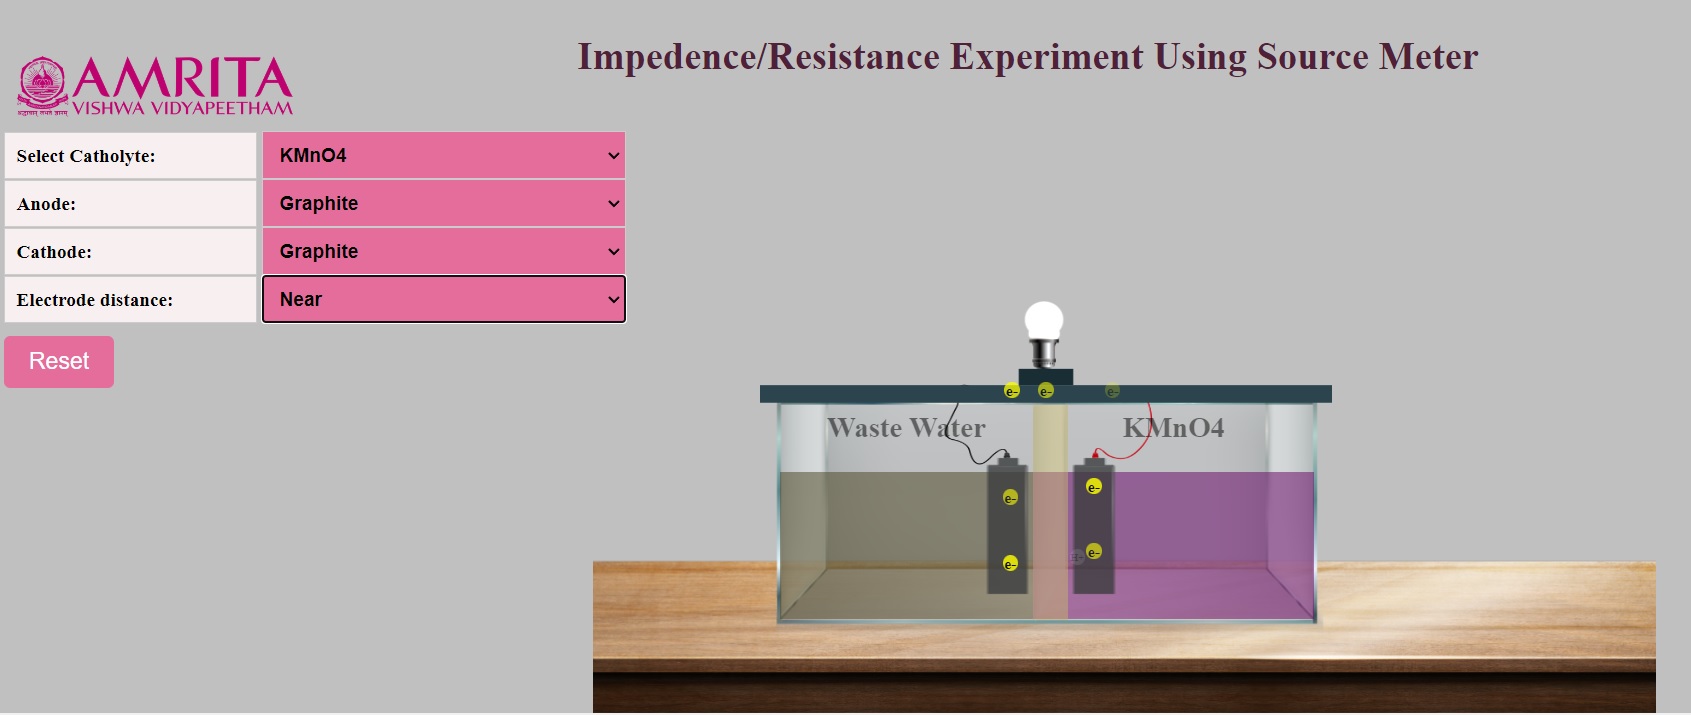 Impedence/Resistance Experiment Using Source Meter
AMRITA
VISHWA VIDYAPEETHAM
Select Catholyte: KMnO4
Anode: Graphite
Cathode: Graphite
Electrode distance: Near
Reset
e- e- e-
Waste Water KMnO4
e- e-
e- e-